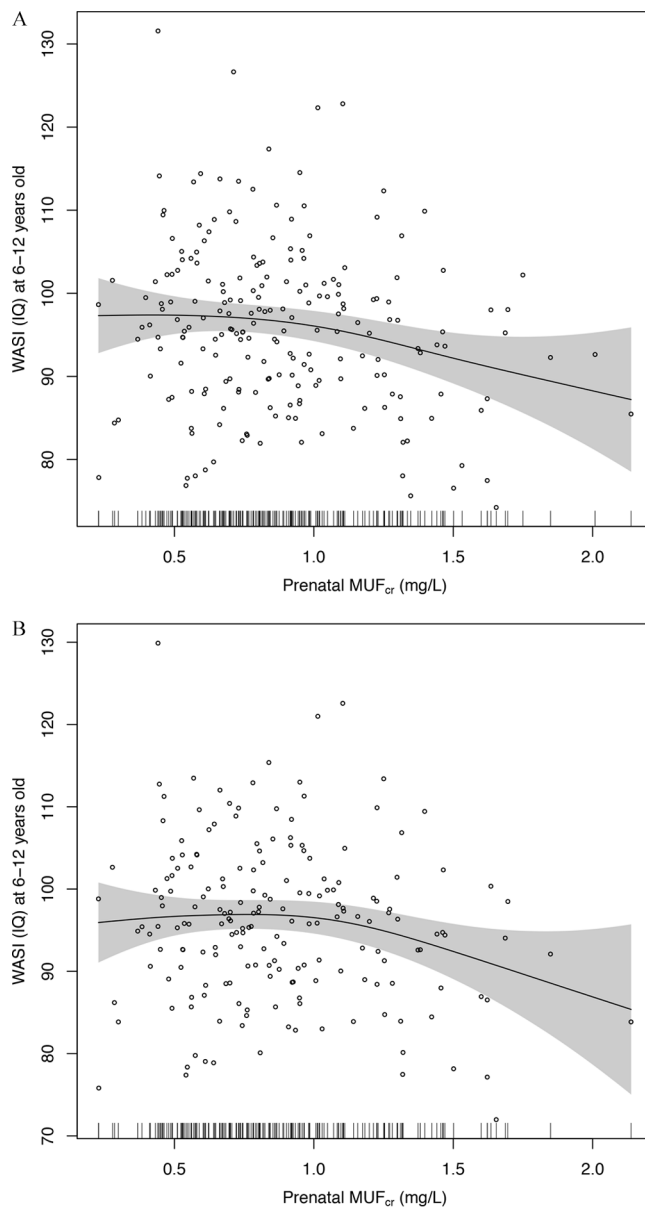 A
130
120
110
100
90
80
WASI (IQ) at 6–12 years old
0.5 1.0 1.5 2.0
Prenatal MUFcr (mg/L)
B
130
120
110
100
90
80
70
WASI (IQ) at 6–12 years old
0.5 1.0 1.5 2.0
Prenatal MUFcr (mg/L)